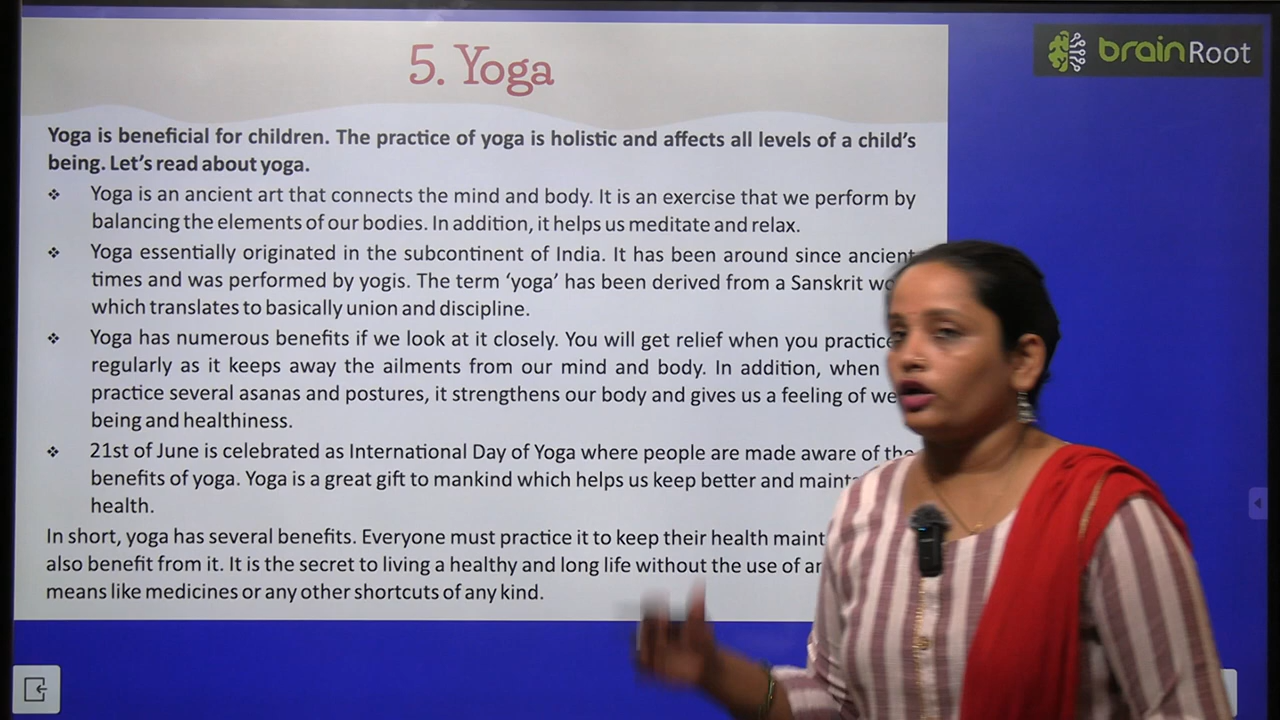 5. Yoga
brainRoot
Yoga is beneficial for children. The practice of yoga is holistic and affects all levels of a child's
being. Let's read about yoga.
❖ Yoga is an ancient art that connects the mind and body. It is an exercise that we perform by
balancing the elements of our bodies. In addition, it helps us meditate and relax.
❖ Yoga essentially originated in the subcontinent of India. It has been around since ancient
times and was performed by yogis. The term ‘yoga’ has been derived from a Sanskrit
which translates to basically union and discipline.
❖ Yoga has numerous benefits if we look at it closely. You will get relief when you practice
regularly as it keeps away the ailments from our mind and body. In addition, when
practice several asanas and postures, it strengthens our body and gives us a feeling of
being and healthiness.
❖ 21st of June is celebrated as International Day of Yoga where people are made aware of the
benefits of yoga. Yoga is a great gift to mankind which helps us keep better and
health.
In short, yoga has several benefits. Everyone must practice it to keep their health
also benefit from it. It is the secret to living a healthy and long life without the use of
means like medicines or any other shortcuts of any kind.